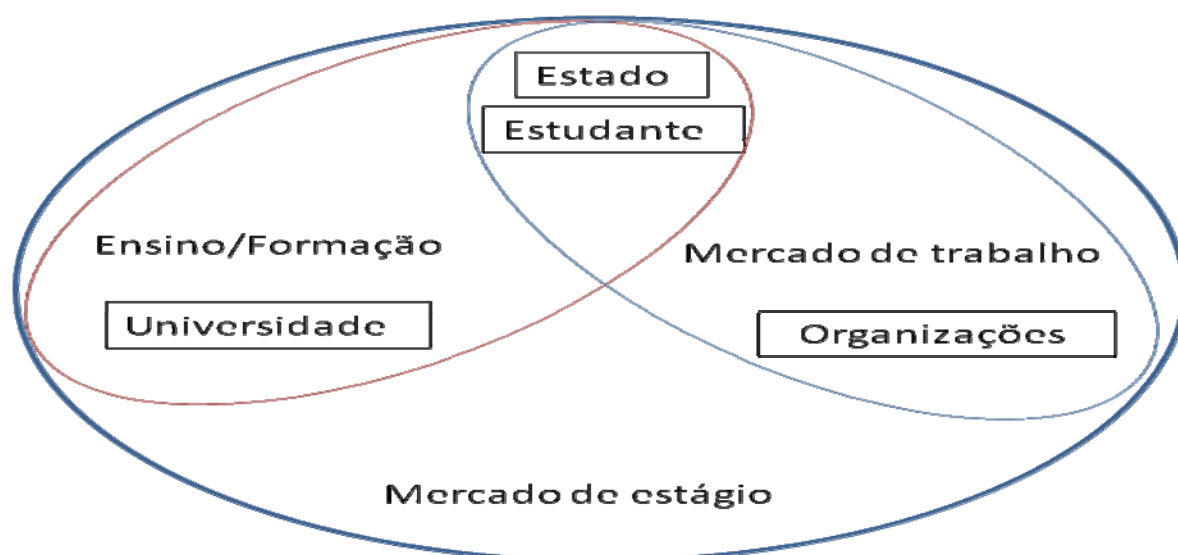 Estado
Estudante
Ensino/Formação
Mercado de trabalho
Universidade
Organizações
Mercado de estágio